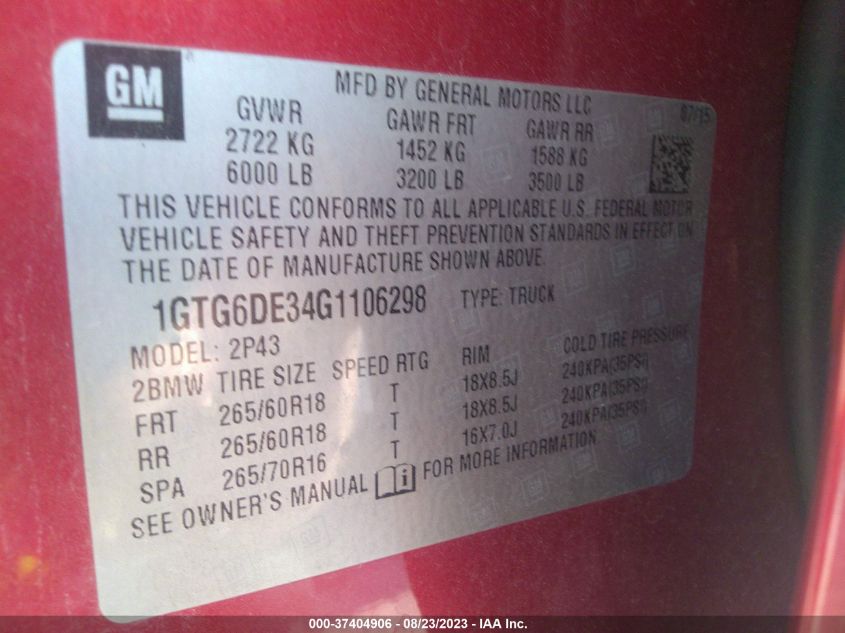 GM
MFD BY GENERAL MOTORS LLC
07/15
GVWR GAWR FRT GAWR RR
2722 KG 1452 KG 1588 KG
6000 LB 3200 LB 3500 LB
THIS VEHICLE CONFORMS TO ALL APPLICABLE U.S. FEDERAL MOTOR
VEHICLE SAFETY AND THEFT PREVENTION STANDARDS IN EFFECT ON
THE DATE OF MANUFACTURE SHOWN ABOVE.
1GTG6DE34G1106298 TYPE: TRUCK
MODEL: 2P43
2BMW TIRE SIZE SPEED RTG RIM COLD TIRE PRESSURE
FRT 265/60R18 T 18X8.5J 240KPA(35PSI)
RR 265/60R18 T 18X8.5J 240KPA(35PSI)
SPA 265/70R16 T 16X7.0J 240KPA(35PSI)
SEE OWNER'S MANUAL FOR MORE INFORMATION.
000-37404906 - 08/23/2023 - IAA Inc.